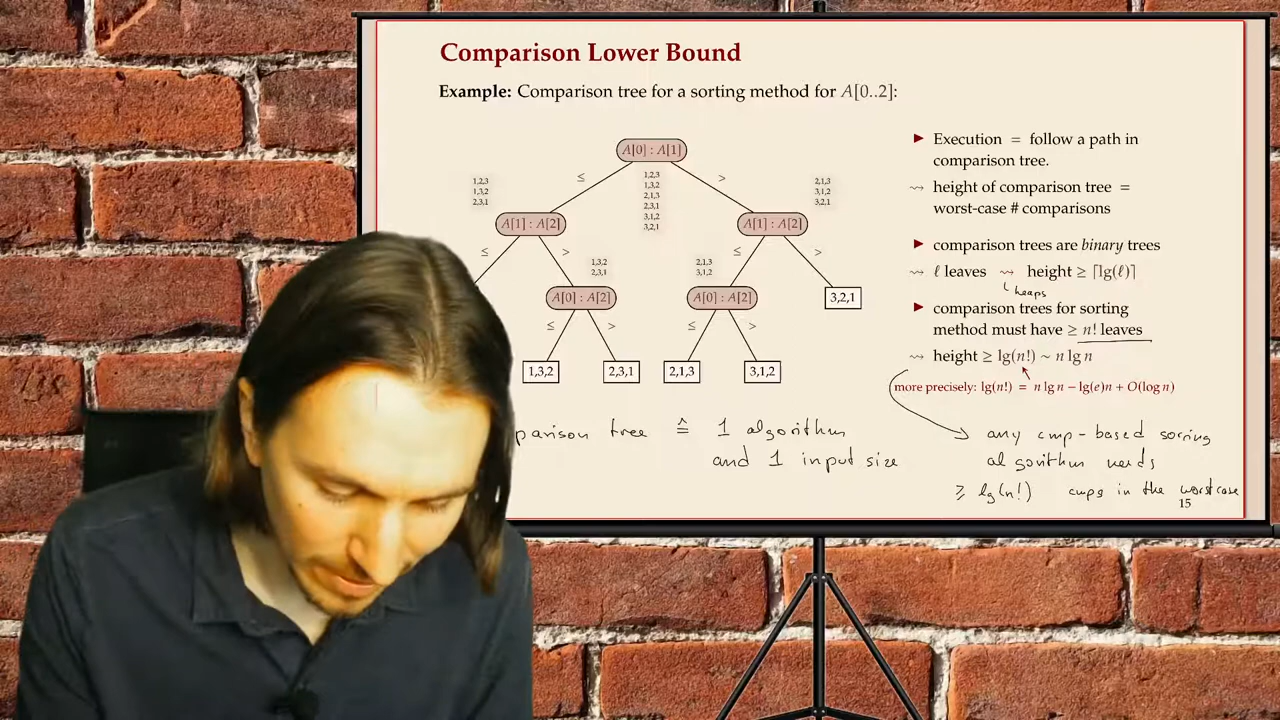 Comparison Lower Bound
Example: Comparison tree for a sorting method for A[0..2]:
A[0] : A[1]
≤
>
1,2,3
1,3,2
2,3,1
1,2,3
1,3,2
2,1,3
2,3,1
3,1,2
3,2,1
2,1,3
3,1,2
3,2,1
A[1] : A[2]
A[1] : A[2]
≤
>
≤
>
1,3,2
2,3,1
2,1,3
3,1,2
A[0] : A[2]
A[0] : A[2]
3,2,1
≤
>
≤
>
1,3,2
2,3,1
2,1,3
3,1,2
parison tree ≙ 1 algorithm
and 1 input size
▶ Execution = follow a path in
comparison tree.
⇝ height of comparison tree =
worst-case # comparisons
▶ comparison trees are binary trees
⇝ ℓ leaves ⇝ height ≥ ⌈lg(ℓ)⌉
heaps
▶ comparison trees for sorting
method must have ≥ n! leaves
⇝ height ≥ lg(n!) ~ n lg n
more precisely: lg(n!) = n lg n − lg(e)n + O(log n)
any cmp-based sorting
algorithm needs
≥ lg(n!) cmps in the worst case
15